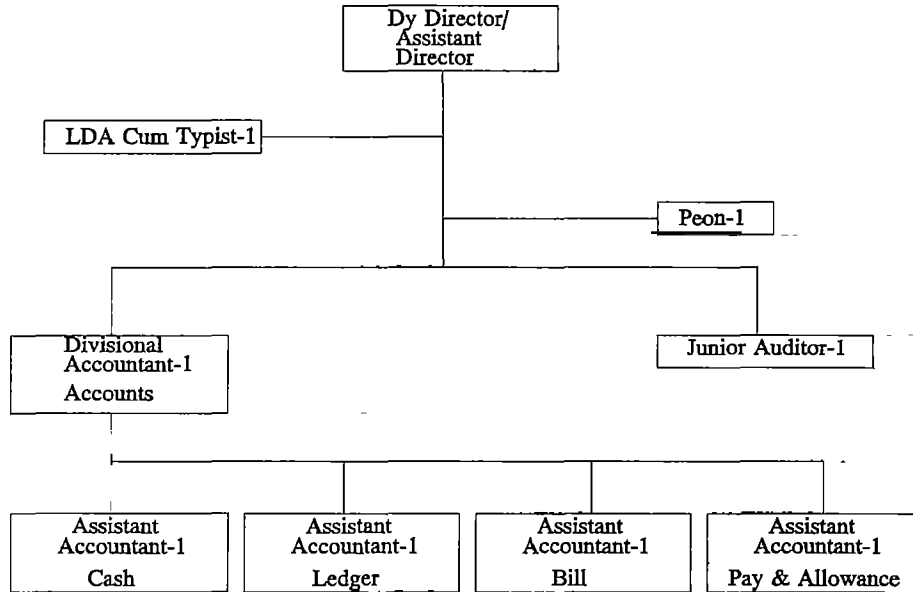 Dy Director/
Assistant
Director
LDA Cum Typist-1
Peon-1
Divisional
Accountant-1
Accounts
Junior Auditor-1
Assistant
Accountant-1
Cash
Assistant
Accountant-1
Ledger
Assistant
Accountant-1
Bill
Assistant
Accountant-1
Pay & Allowance